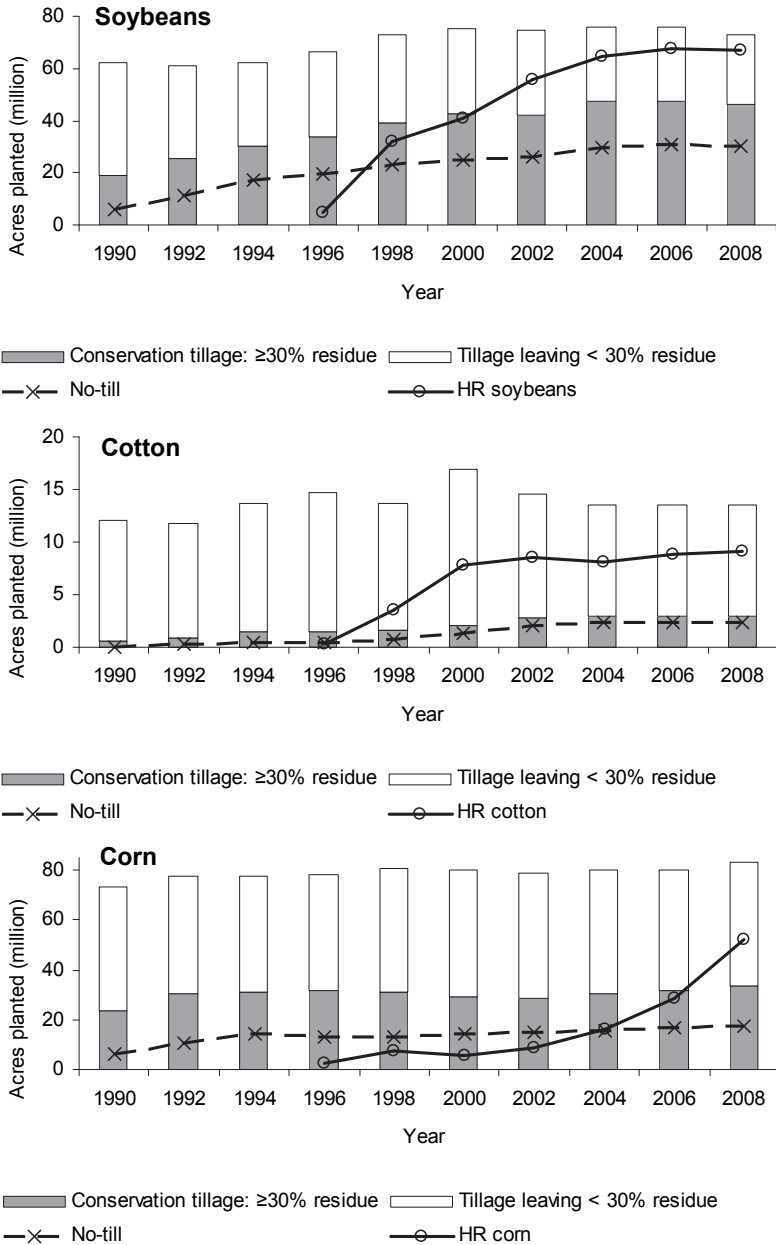 Soybeans
80
60
40
20
0
Acres planted (million)
1990 1992 1994 1996 1998 2000 2002 2004 2006 2008
Year
Conservation tillage: ≥30% residue Tillage leaving < 30% residue
No-till HR soybeans
Cotton
20
15
10
5
0
Acres planted (million)
1990 1992 1994 1996 1998 2000 2002 2004 2006 2008
Year
Conservation tillage: ≥30% residue Tillage leaving < 30% residue
No-till HR cotton
Corn
80
60
40
20
0
Acres planted (million)
1990 1992 1994 1996 1998 2000 2002 2004 2006 2008
Year
Conservation tillage: ≥30% residue Tillage leaving < 30% residue
No-till HR corn